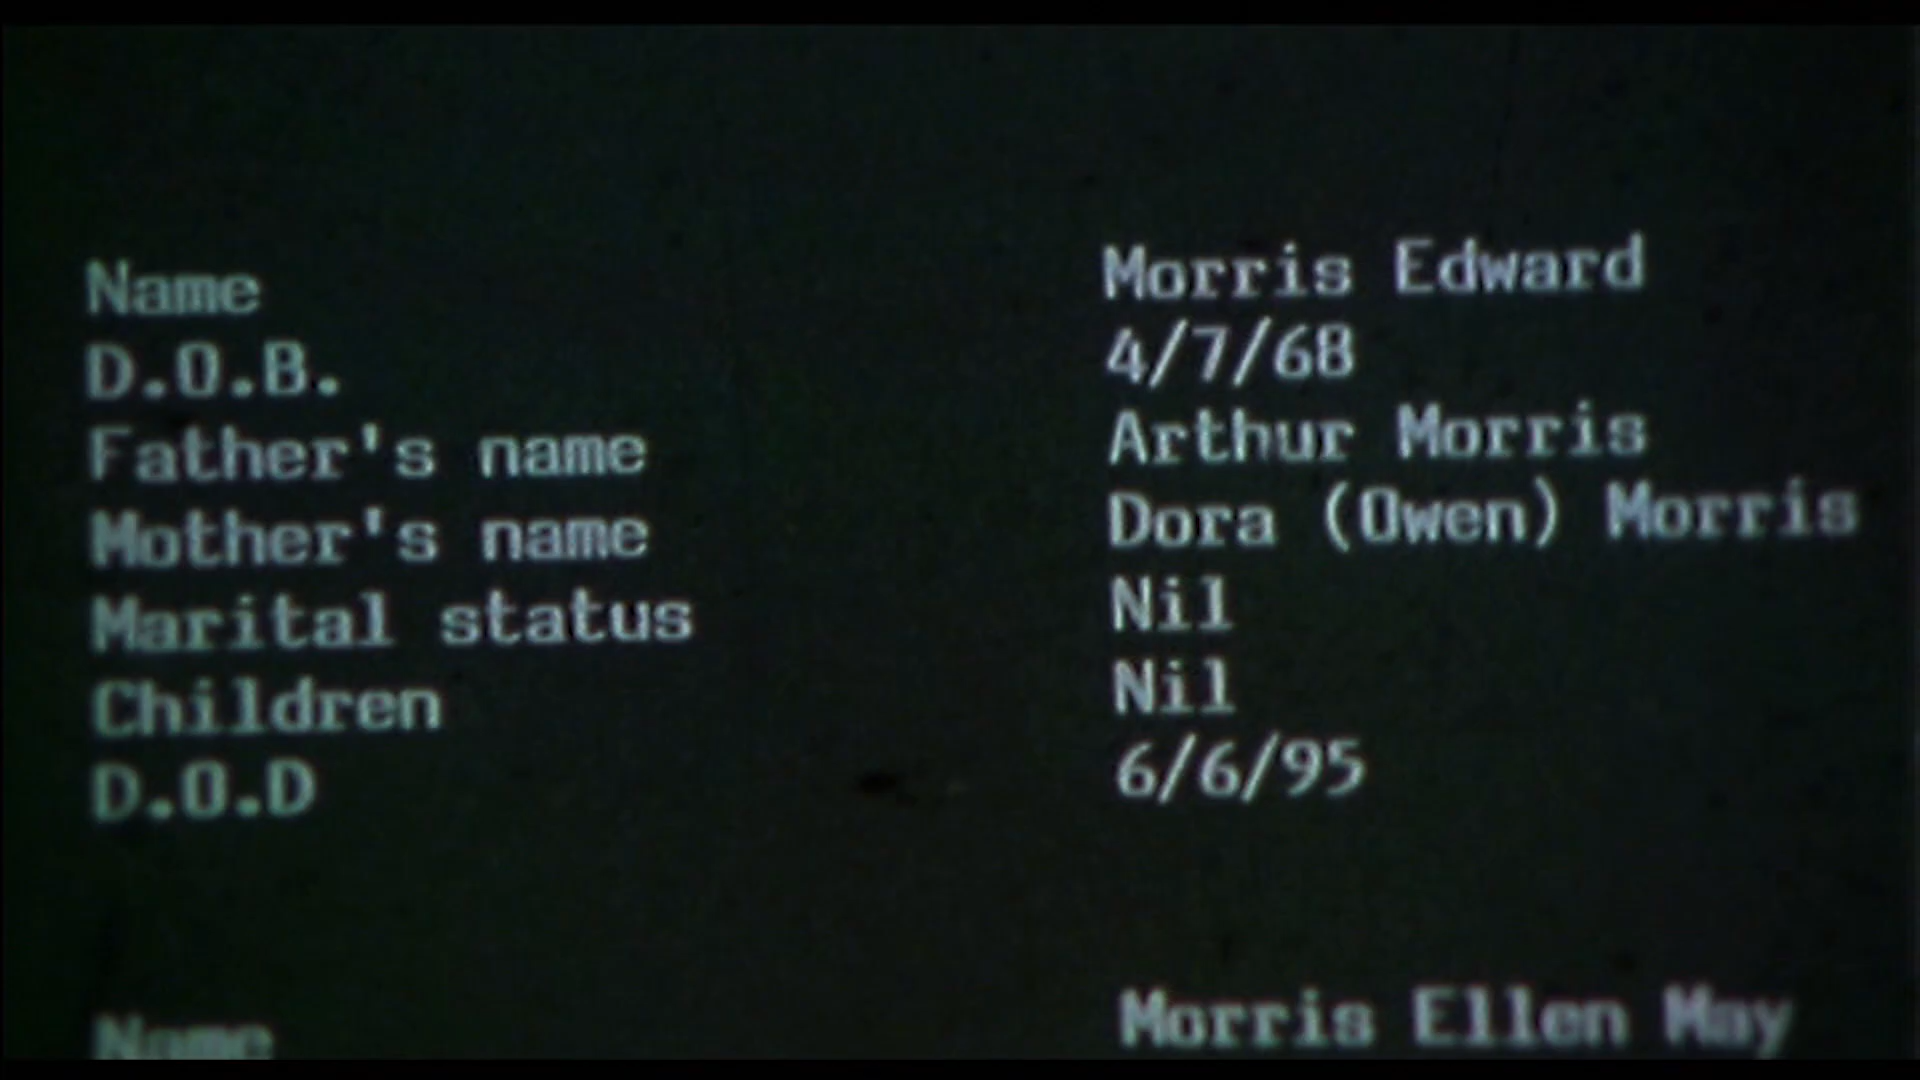 Name Morris Edward
D.O.B. 4/7/68
Father's name Arthur Morris
Mother's name Dora (Owen) Morris
Marital status Nil
Children Nil
D.O.D 6/6/95
Name Morris Ellen May